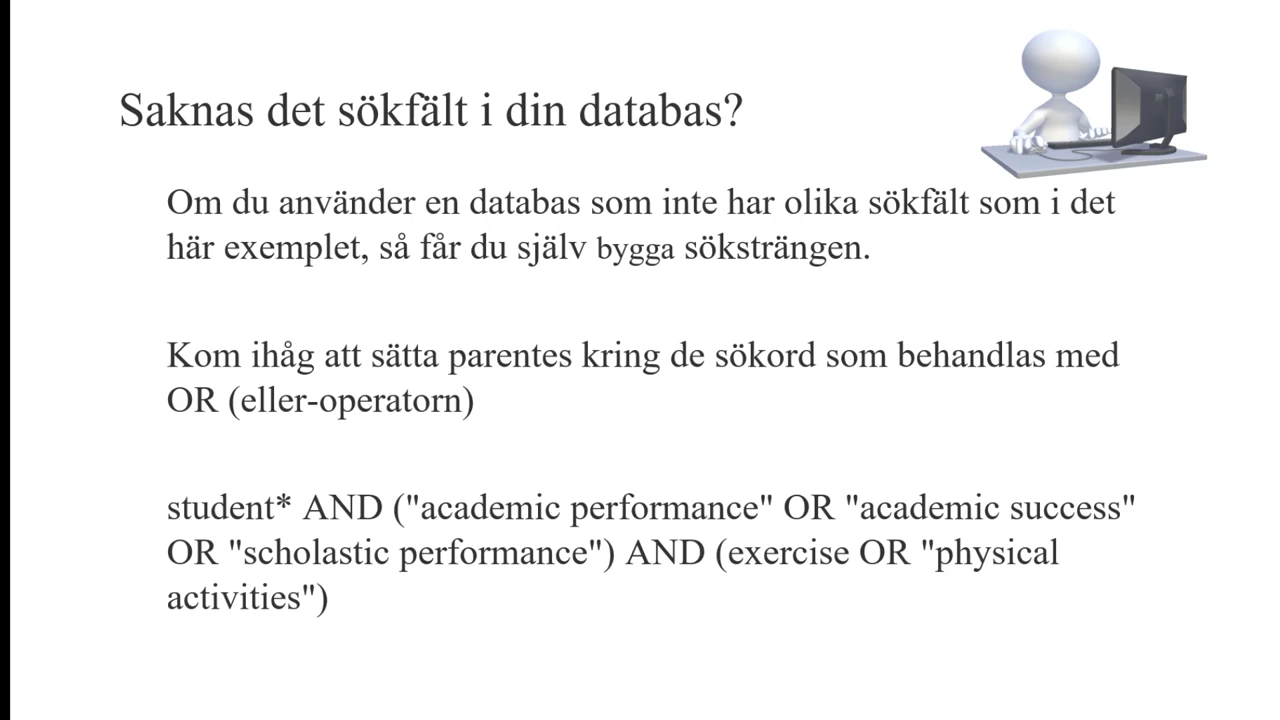 Saknas det sökfält i din databas?
Om du använder en databas som inte har olika sökfält som i det
här exemplet, så får du själv bygga söksträngen.
Kom ihåg att sätta parentes kring de sökord som behandlas med
OR (eller-operatorn)
student* AND ("academic performance" OR "academic success"
OR "scholastic performance") AND (exercise OR "physical
activities")